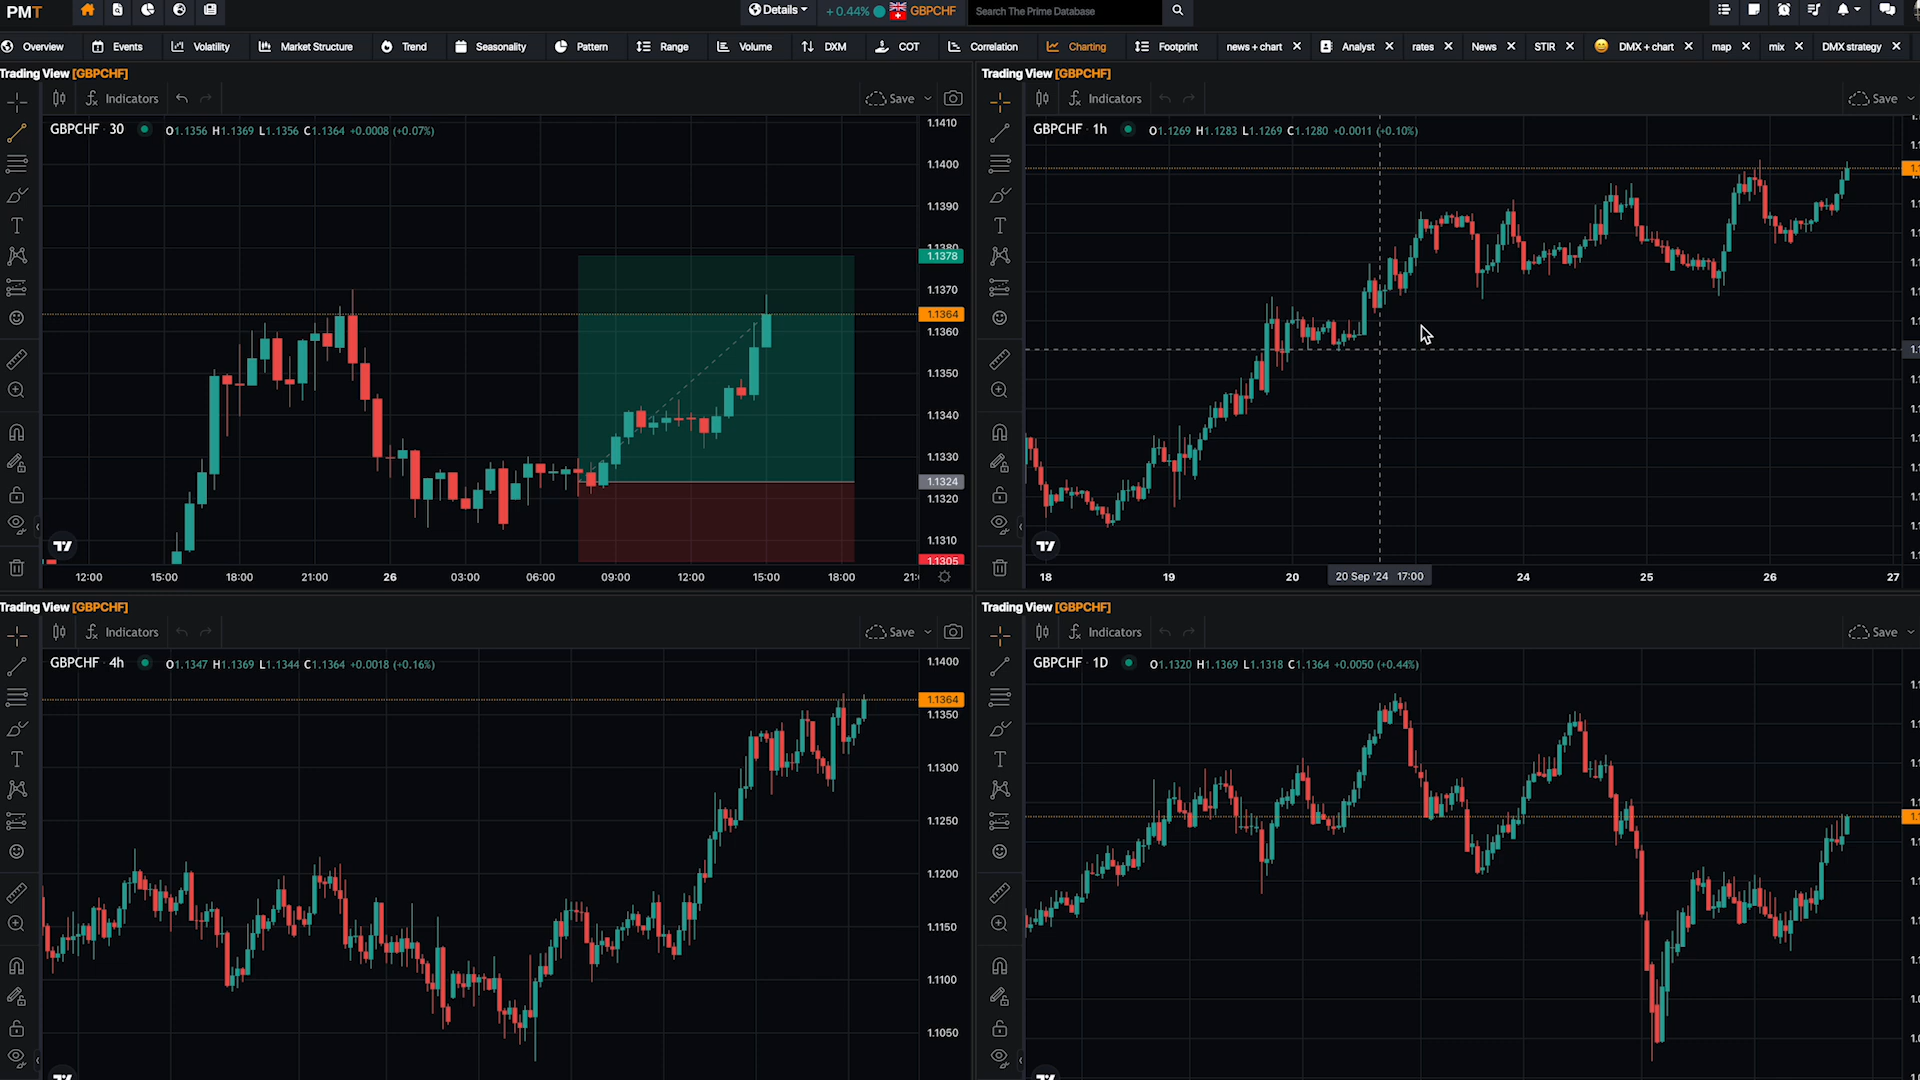 PMT Details +0.44% GBPCHF Search The Prime Database
Overview Events Volatility Market Structure Trend Seasonality Pattern Range Volume DXM COT Correlation Charting Footprint news + chart Analyst rates News STIR DMX + chart map mix DMX strategy
Trading View [GBPCHF]
Indicators Save
GBPCHF · 30 O1.1356 H1.1369 L1.1356 C1.1364 +0.0008 (+0.07%)
1.1410
1.1400
1.1390
1.1380
1.1378
1.1370
1.1364
1.1360
1.1350
1.1340
1.1330
1.1324
1.1320
1.1310
1.1305
12:00 15:00 18:00 21:00 26 03:00 06:00 09:00 12:00 15:00 18:00 21:
Trading View [GBPCHF]
Indicators Save
GBPCHF · 1h O1.1269 H1.1283 L1.1269 C1.1280 +0.0011 (+0.10%)
18 19 20 20 Sep '24 17:00 24 25 26 27
Trading View [GBPCHF]
Indicators Save
GBPCHF · 4h O1.1347 H1.1369 L1.1344 C1.1364 +0.0018 (+0.16%)
1.1400
1.1364
1.1350
1.1300
1.1250
1.1200
1.1150
1.1100
1.1050
Trading View [GBPCHF]
Indicators Save
GBPCHF · 1D O1.1320 H1.1369 L1.1318 C1.1364 +0.0050 (+0.44%)